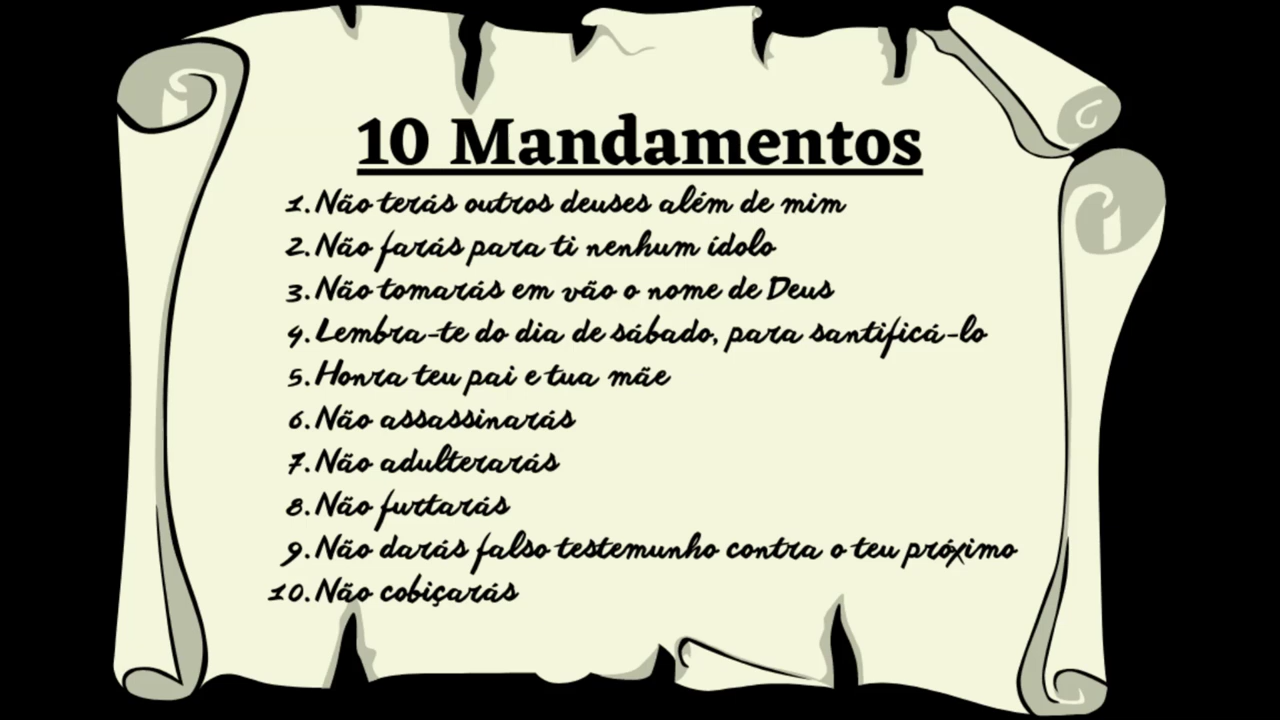 10 Mandamentos
1. Não terás outros deuses além de mim
2. Não farás para ti nenhum ídolo
3. Não tomarás em vão o nome de Deus
4. Lembra-te do dia de sábado, para santificá-lo
5. Honra teu pai e tua mãe
6. Não assassinarás
7. Não adulterarás
8. Não furtarás
9. Não darás falso testemunho contra o teu próximo
10. Não cobiçarás